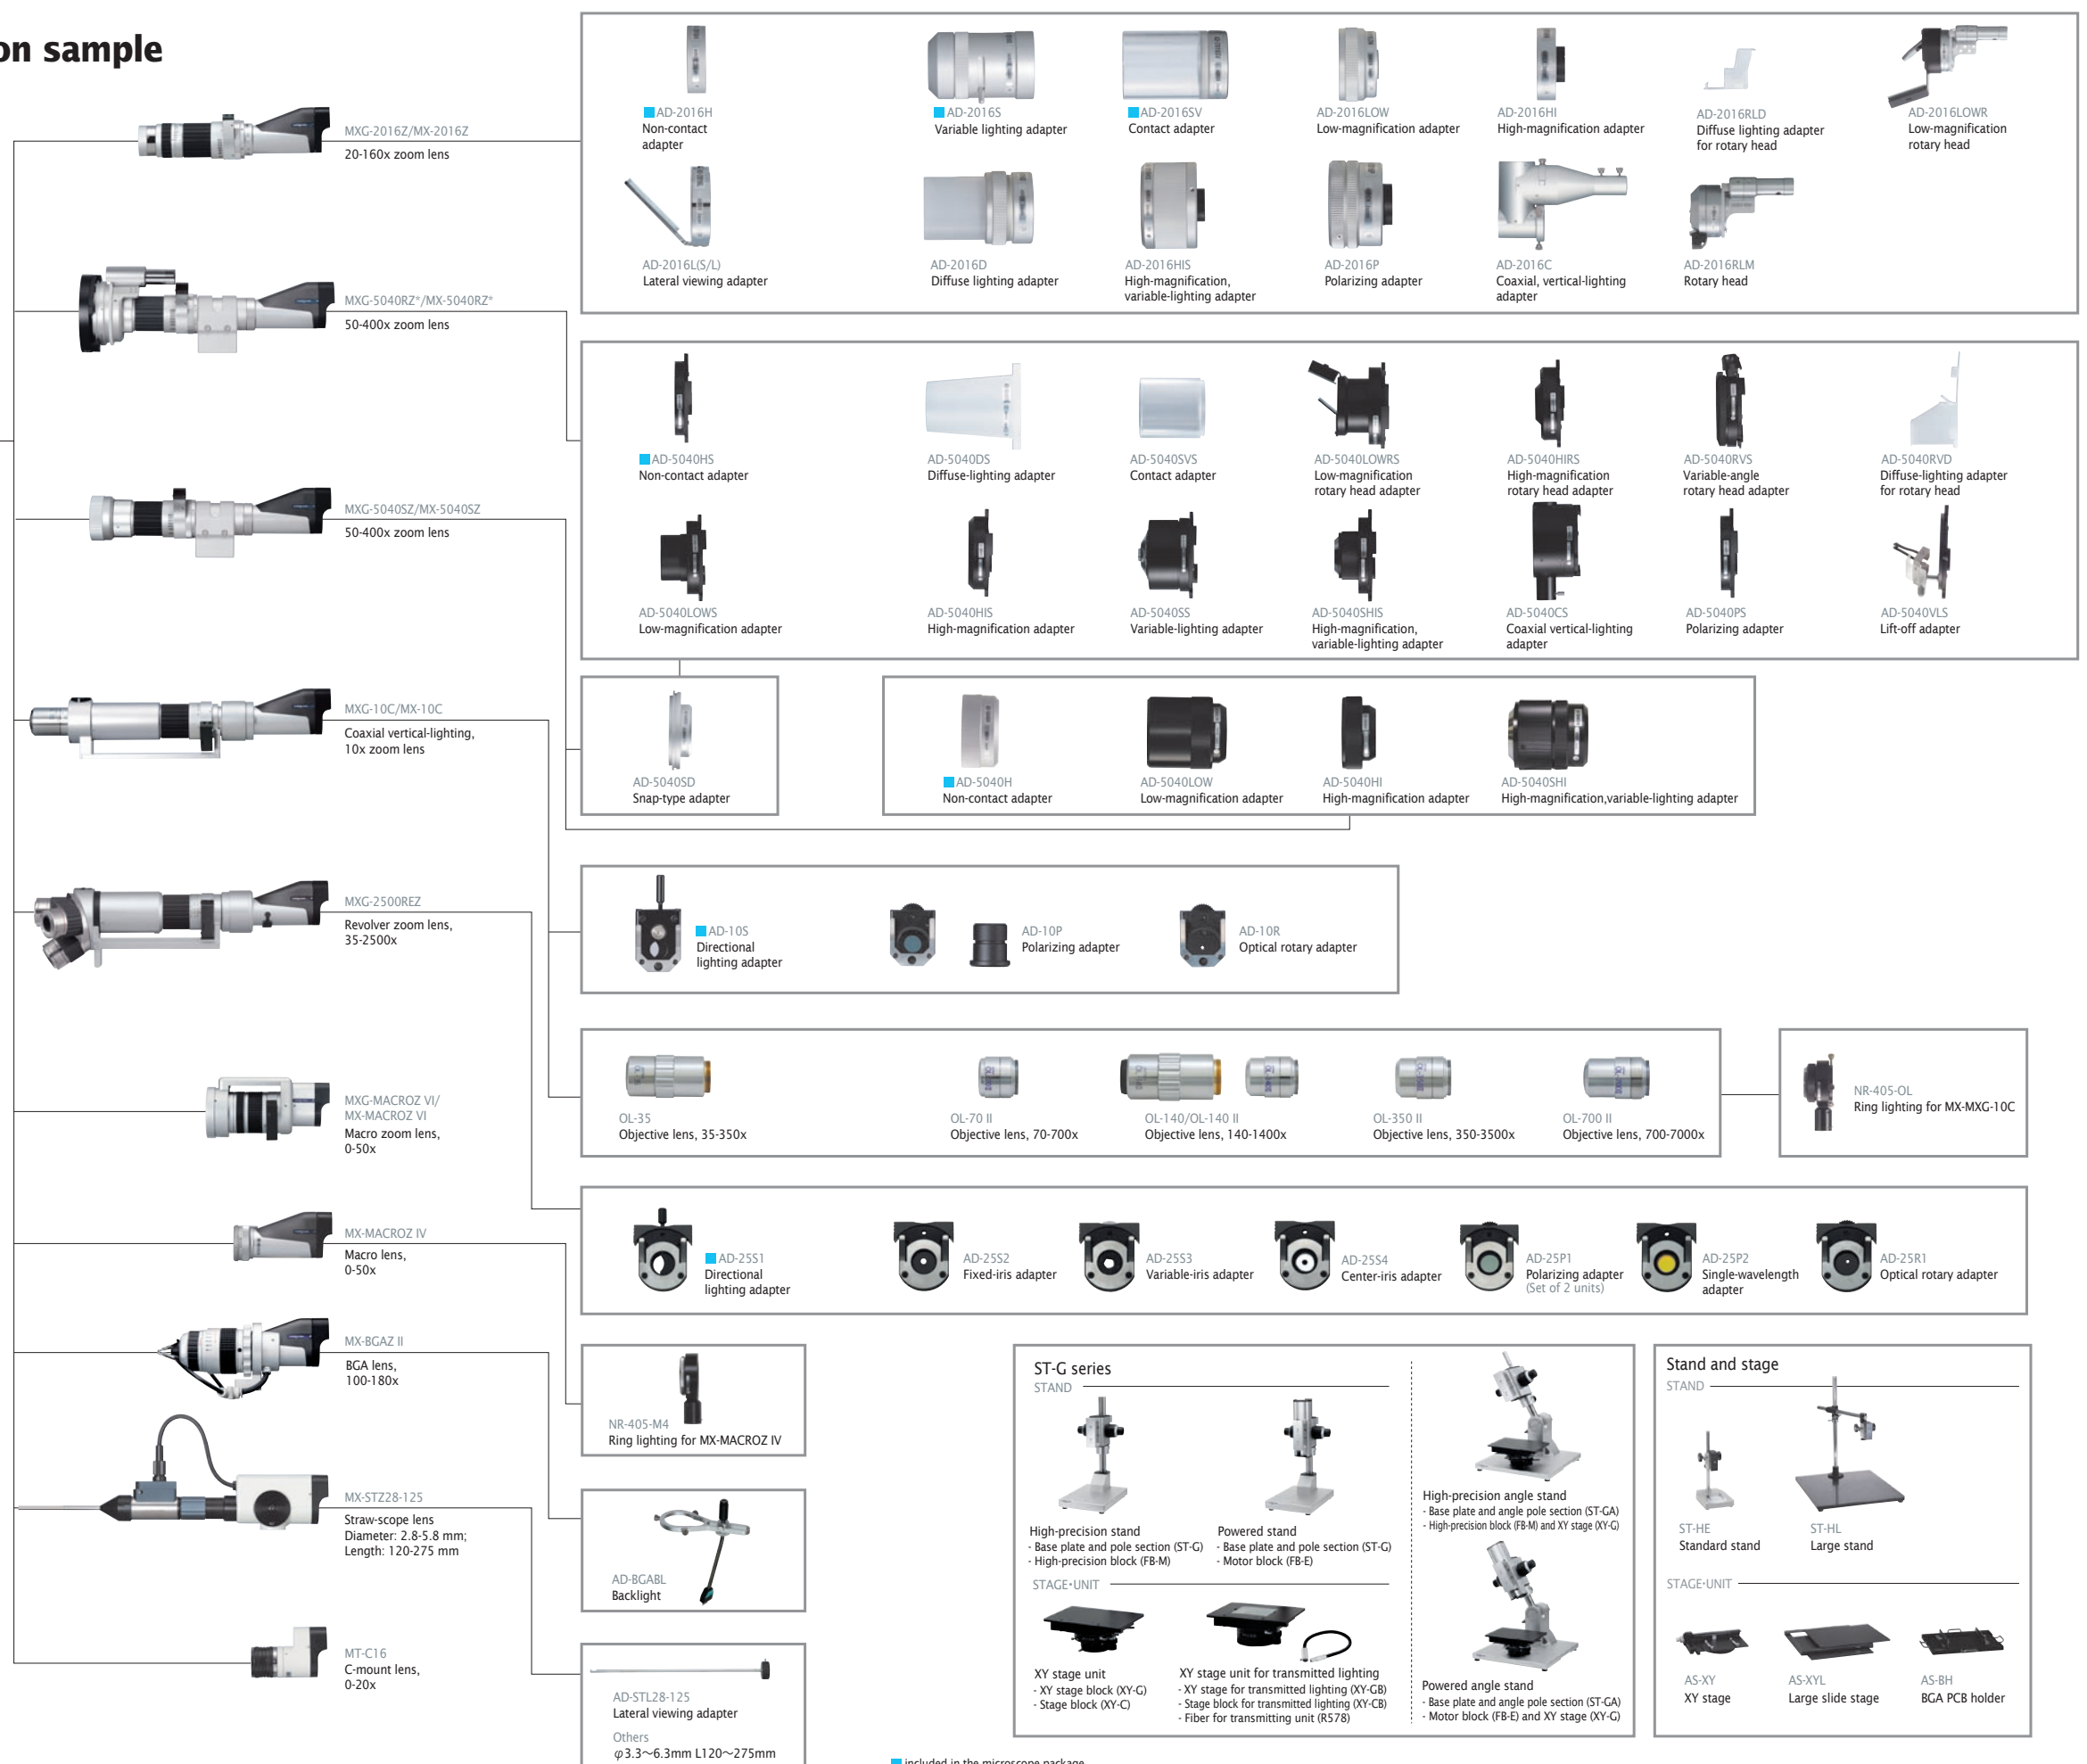 on sample
MXG-2016Z/MX-2016Z
20-160x zoom lens
MXG-5040RZ*/MX-5040RZ*
50-400x zoom lens
MXG-5040SZ/MX-5040SZ
50-400x zoom lens
MXG-10C/MX-10C
Coaxial vertical-lighting,
10x zoom lens
MXG-2500REZ
Revolver zoom lens,
35-2500x
MXG-MACROZ VI/
MX-MACROZ VI
Macro zoom lens,
0-50x
MX-MACROZ IV
Macro lens,
0-50x
MX-BGAZ II
BGA lens,
100-180x
MX-STZ28-125
Straw-scope lens
Diameter: 2.8-5.8 mm;
Length: 120-275 mm
MT-C16
C-mount lens,
0-20x
AD-2016H
Non-contact
adapter
AD-2016S
Variable lighting adapter
AD-2016SV
Contact adapter
AD-2016LOW
Low-magnification adapter
AD-2016HI
High-magnification adapter
AD-2016RLD
Diffuse lighting adapter
for rotary head
AD-2016LOWR
Low-magnification
rotary head
AD-2016L(S/L)
Lateral viewing adapter
AD-2016D
Diffuse lighting adapter
AD-2016HIS
High-magnification,
variable-lighting adapter
AD-2016P
Polarizing adapter
AD-2016C
Coaxial, vertical-lighting
adapter
AD-2016RLM
Rotary head
AD-5040HS
Non-contact adapter
AD-5040DS
Diffuse-lighting adapter
AD-5040SVS
Contact adapter
AD-5040LOWRS
Low-magnification
rotary head adapter
AD-5040HIRS
High-magnification
rotary head adapter
AD-5040RVS
Variable-angle
rotary head adapter
AD-5040RVD
Diffuse-lighting adapter
for rotary head
AD-5040LOWS
Low-magnification adapter
AD-5040HIS
High-magnification adapter
AD-5040SS
Variable-lighting adapter
AD-5040SHIS
High-magnification,
variable-lighting adapter
AD-5040CS
Coaxial vertical-lighting
adapter
AD-5040PS
Polarizing adapter
AD-5040VLS
Lift-off adapter
AD-5040SD
Snap-type adapter
AD-5040H
Non-contact adapter
AD-5040LOW
Low-magnification adapter
AD-5040HI
High-magnification adapter
AD-5040SHI
High-magnification,variable-lighting adapter
AD-10S
Directional
lighting adapter
AD-10P
Polarizing adapter
AD-10R
Optical rotary adapter
OL-35
Objective lens, 35-350x
OL-70 II
Objective lens, 70-700x
OL-140/OL-140 II
Objective lens, 140-1400x
OL-350 II
Objective lens, 350-3500x
OL-700 II
Objective lens, 700-7000x
NR-405-OL
Ring lighting for MX-MXG-10C
AD-25S1
Directional
lighting adapter
AD-25S2
Fixed-iris adapter
AD-25S3
Variable-iris adapter
AD-25S4
Center-iris adapter
AD-25P1
Polarizing adapter
(Set of 2 units)
AD-25P2
Single-wavelength
adapter
AD-25R1
Optical rotary adapter
NR-405-M4
Ring lighting for MX-MACROZ IV
AD-BGABL
Backlight
AD-STL28-125
Lateral viewing adapter
Others
φ3.3～6.3mm L120～275mm
ST-G series
STAND
High-precision stand
- Base plate and pole section (ST-G)
- High-precision block (FB-M)
Powered stand
- Base plate and pole section (ST-G)
- Motor block (FB-E)
STAGE·UNIT
XY stage unit
- XY stage block (XY-G)
- Stage block (XY-C)
XY stage unit for transmitted lighting
- XY stage for transmitted lighting (XY-GB)
- Stage block for transmitted lighting (XY-CB)
- Fiber for transmitting unit (R578)
High-precision angle stand
- Base plate and angle pole section (ST-GA)
- High-precision block (FB-M) and XY stage (XY-G)
Powered angle stand
- Base plate and angle pole section (ST-GA)
- Motor block (FB-E) and XY stage (XY-G)
Stand and stage
STAND
ST-HE
Standard stand
ST-HL
Large stand
STAGE·UNIT
AS-XY
XY stage
AS-XYL
Large slide stage
AS-BH
BGA PCB holder
included in the microscope package